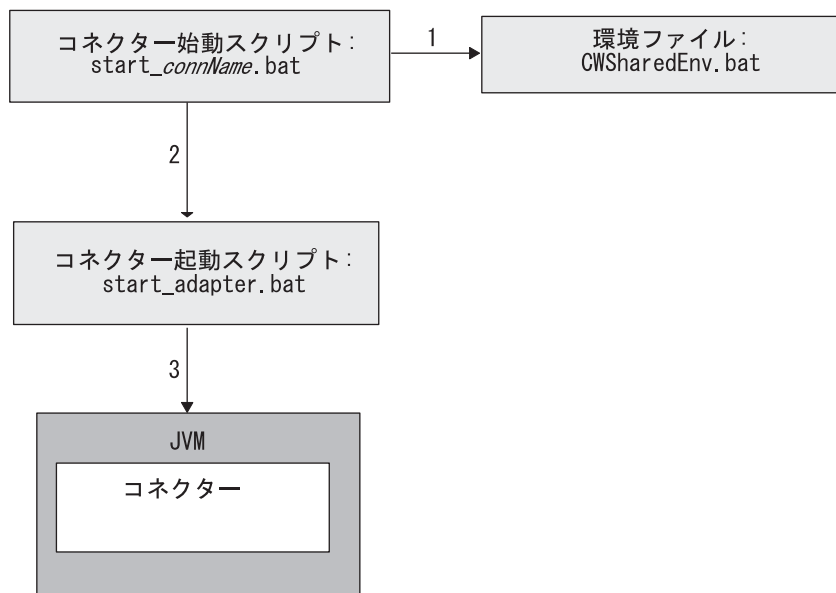 コネクター始動スクリプト:
start_connName.bat
1
環境ファイル:
CWSharedEnv.bat
2
コネクター起動スクリプト:
start_adapter.bat
3
JVM
コネクター